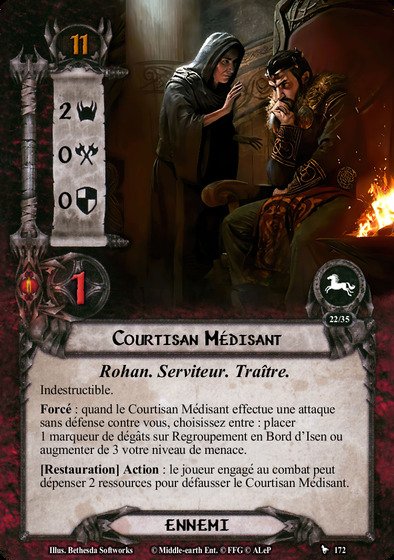 11
2
0
0
1
22/35
Courtisan Médisant
Rohan. Serviteur. Traître.
Indestructible.
Forcé : quand le Courtisan Médisant effectue une attaque
sans défense contre vous, choisissez entre : placer
1 marqueur de dégâts sur Regroupement en Bord d'Isen ou
augmenter de 3 votre niveau de menace.
[Restauration] Action : le joueur engagé au combat peut
dépenser 2 ressources pour défausser le Courtisan Médisant.
ENNEMI
Illus. Bethesda Softworks © Middle-earth Ent. © FFG © ALeP 172